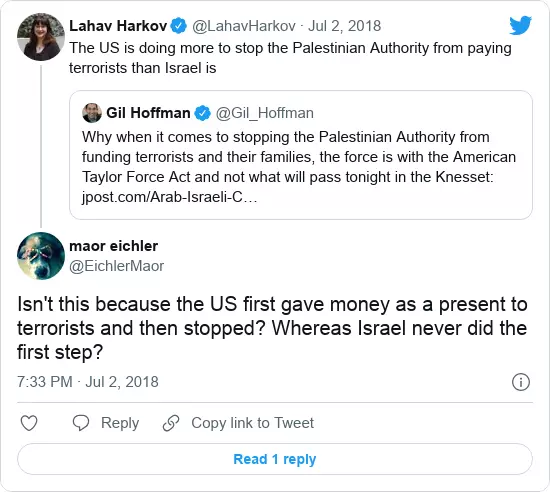 Lahav Harkov @LahavHarkov · Jul 2, 2018
The US is doing more to stop the Palestinian Authority from paying
terrorists than Israel is
Gil Hoffman @Gil_Hoffman
Why when it comes to stopping the Palestinian Authority from
funding terrorists and their families, the force is with the American
Taylor Force Act and not what will pass tonight in the Knesset:
jpost.com/Arab-Israeli-C…
maor eichler
@EichlerMaor
Isn't this because the US first gave money as a present to
terrorists and then stopped? Whereas Israel never did the
first step?
7:33 PM · Jul 2, 2018
Reply
Copy link to Tweet
Read 1 reply